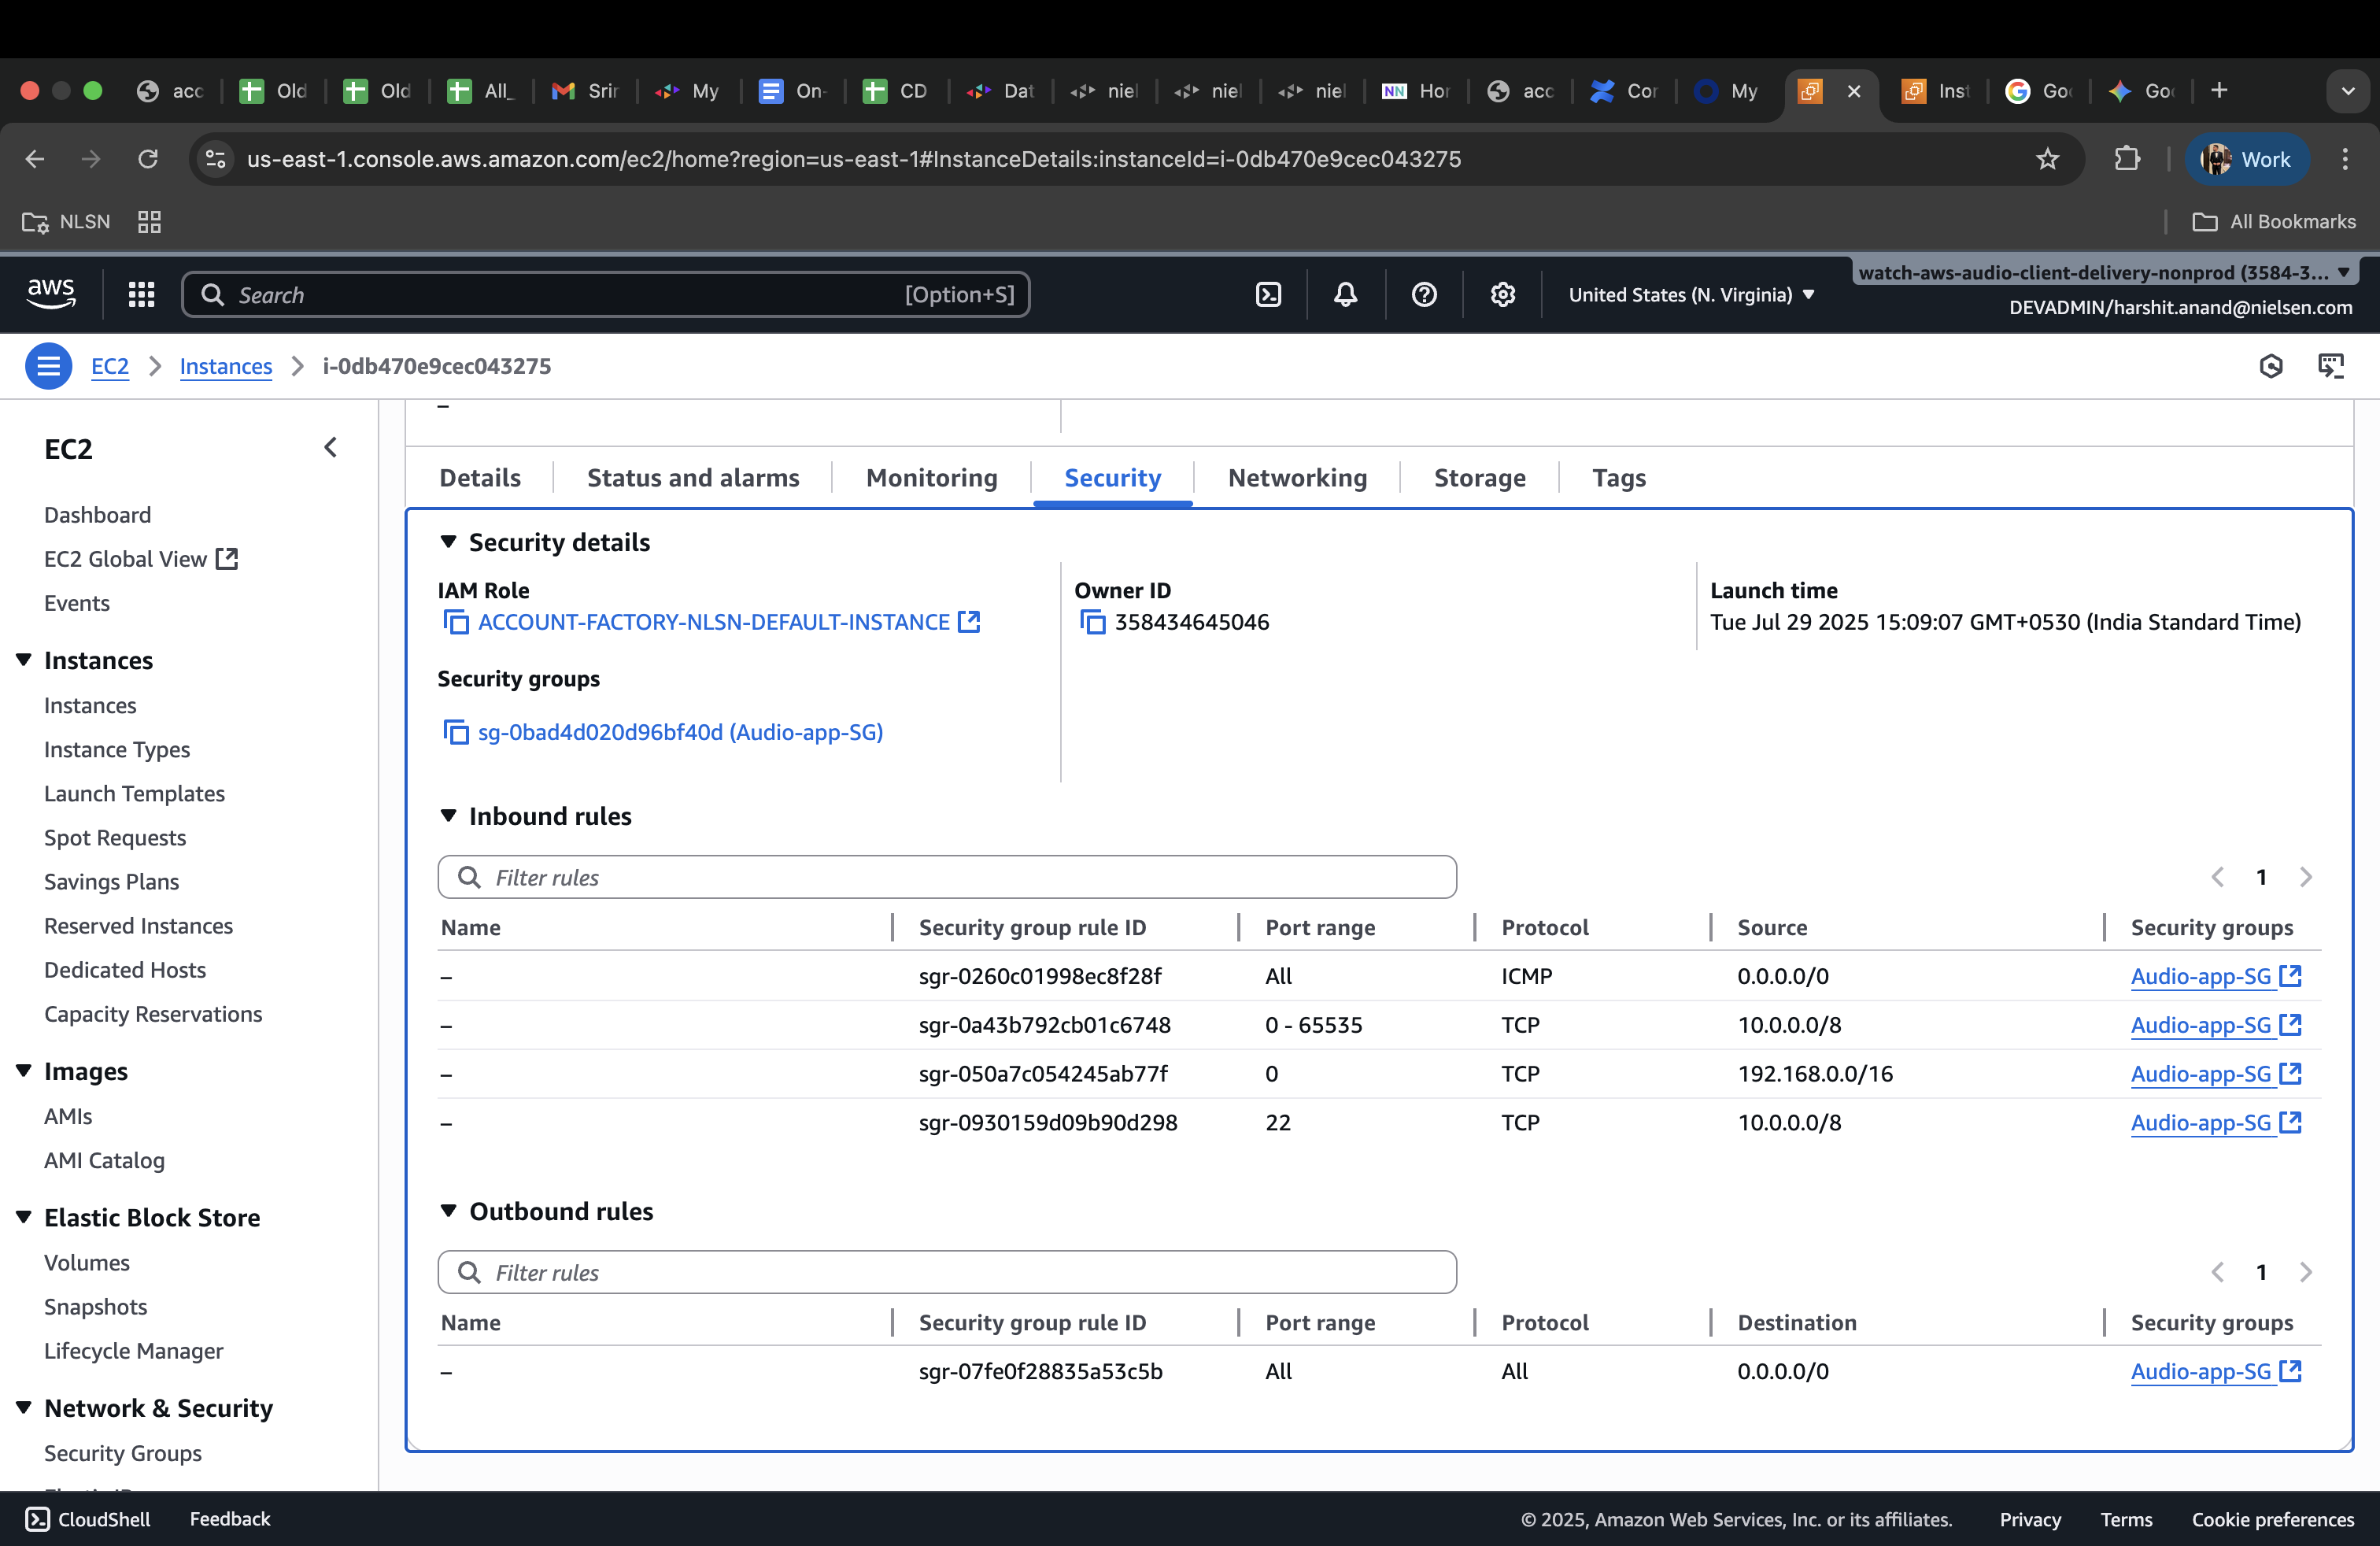 acc Old Old All_ Srir My On- CD Dat niel niel niel Hor acc Cor My Inst Goo Goo
us-east-1.console.aws.amazon.com/ec2/home?region=us-east-1#InstanceDetails:instanceId=i-0db470e9cec043275 Work
NLSN All Bookmarks
aws Search [Option+S] United States (N. Virginia) watch-aws-audio-client-delivery-nonprod (3584-3...
DEVADMIN/harshit.anand@nielsen.com
EC2 Instances i-0db470e9cec043275
–
EC2
Dashboard
EC2 Global View
Events
Instances
Instances
Instance Types
Launch Templates
Spot Requests
Savings Plans
Reserved Instances
Dedicated Hosts
Capacity Reservations
Images
AMIs
AMI Catalog
Elastic Block Store
Volumes
Snapshots
Lifecycle Manager
Network & Security
Security Groups
Details Status and alarms Monitoring Security Networking Storage Tags
Security details
IAM Role Owner ID Launch time
ACCOUNT-FACTORY-NLSN-DEFAULT-INSTANCE 358434645046 Tue Jul 29 2025 15:09:07 GMT+0530 (India Standard Time)
Security groups
sg-0bad4d020d96bf40d (Audio-app-SG)
Inbound rules
Filter rules 1
Name Security group rule ID Port range Protocol Source Security groups
– sgr-0260c01998ec8f28f All ICMP 0.0.0.0/0 Audio-app-SG
– sgr-0a43b792cb01c6748 0 - 65535 TCP 10.0.0.0/8 Audio-app-SG
– sgr-050a7c054245ab77f 0 TCP 192.168.0.0/16 Audio-app-SG
– sgr-0930159d09b90d298 22 TCP 10.0.0.0/8 Audio-app-SG
Outbound rules
Filter rules 1
Name Security group rule ID Port range Protocol Destination Security groups
– sgr-07fe0f28835a53c5b All All 0.0.0.0/0 Audio-app-SG
CloudShell Feedback © 2025, Amazon Web Services, Inc. or its affiliates. Privacy Terms Cookie preferences